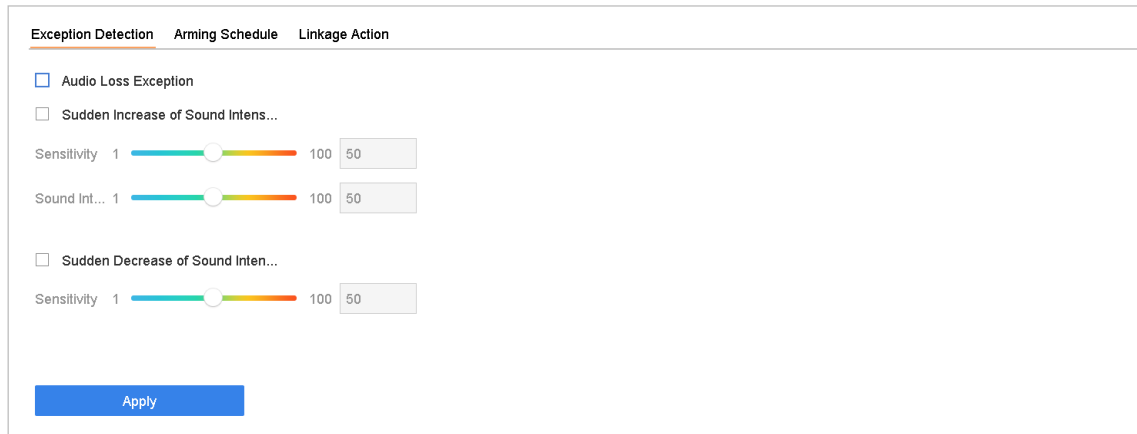 Exception Detection Arming Schedule Linkage Action
Audio Loss Exception
Sudden Increase of Sound Intens...
Sensitivity 1 100 50
Sound Int... 1 100 50
Sudden Decrease of Sound Inten...
Sensitivity 1 100 50
Apply